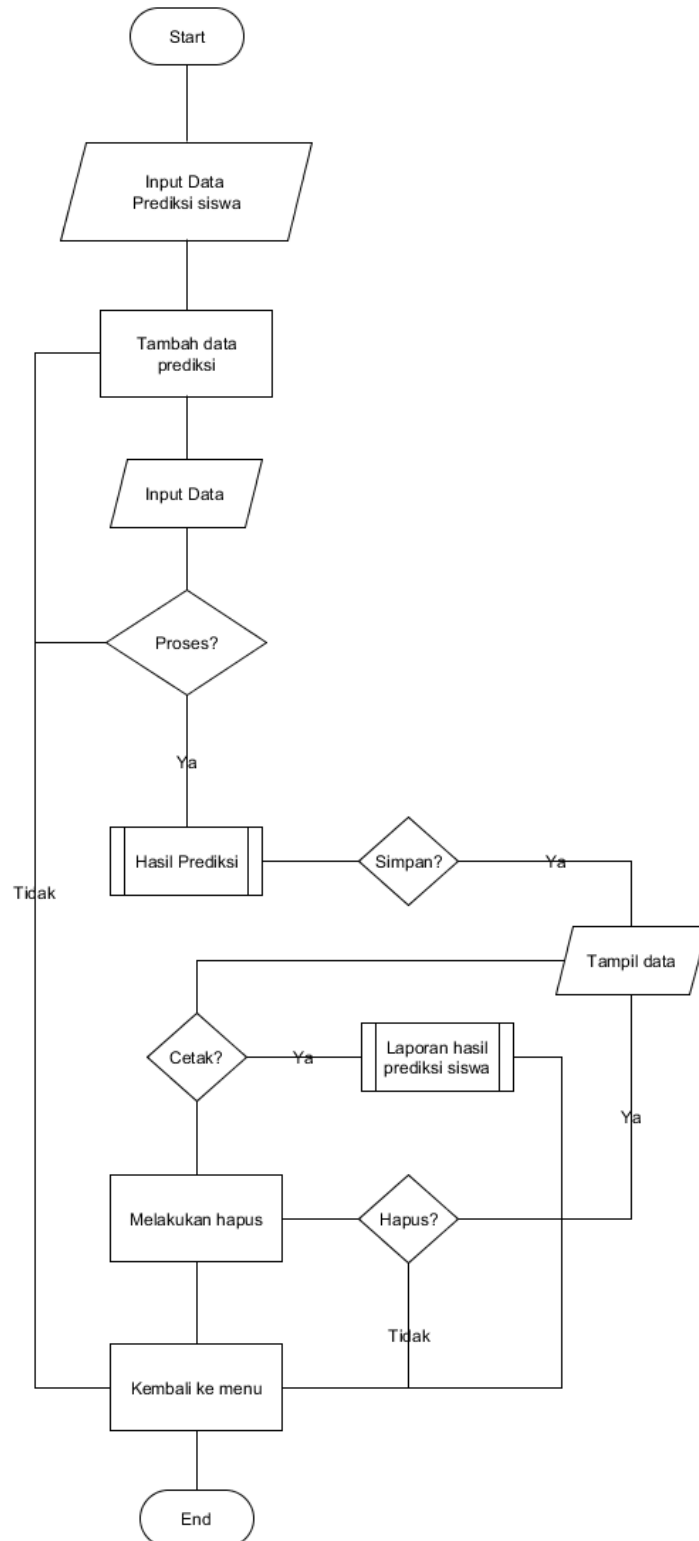 Start
Input Data
Prediksi siswa
Tambah data
prediksi
Input Data
Proses?
Ya
Hasil Prediksi
Simpan?
Ya
Tidak
Tampil data
Cetak?
Ya
Laporan hasil
prediksi siswa
Ya
Melakukan hapus
Hapus?
Tidak
Kembali ke menu
End